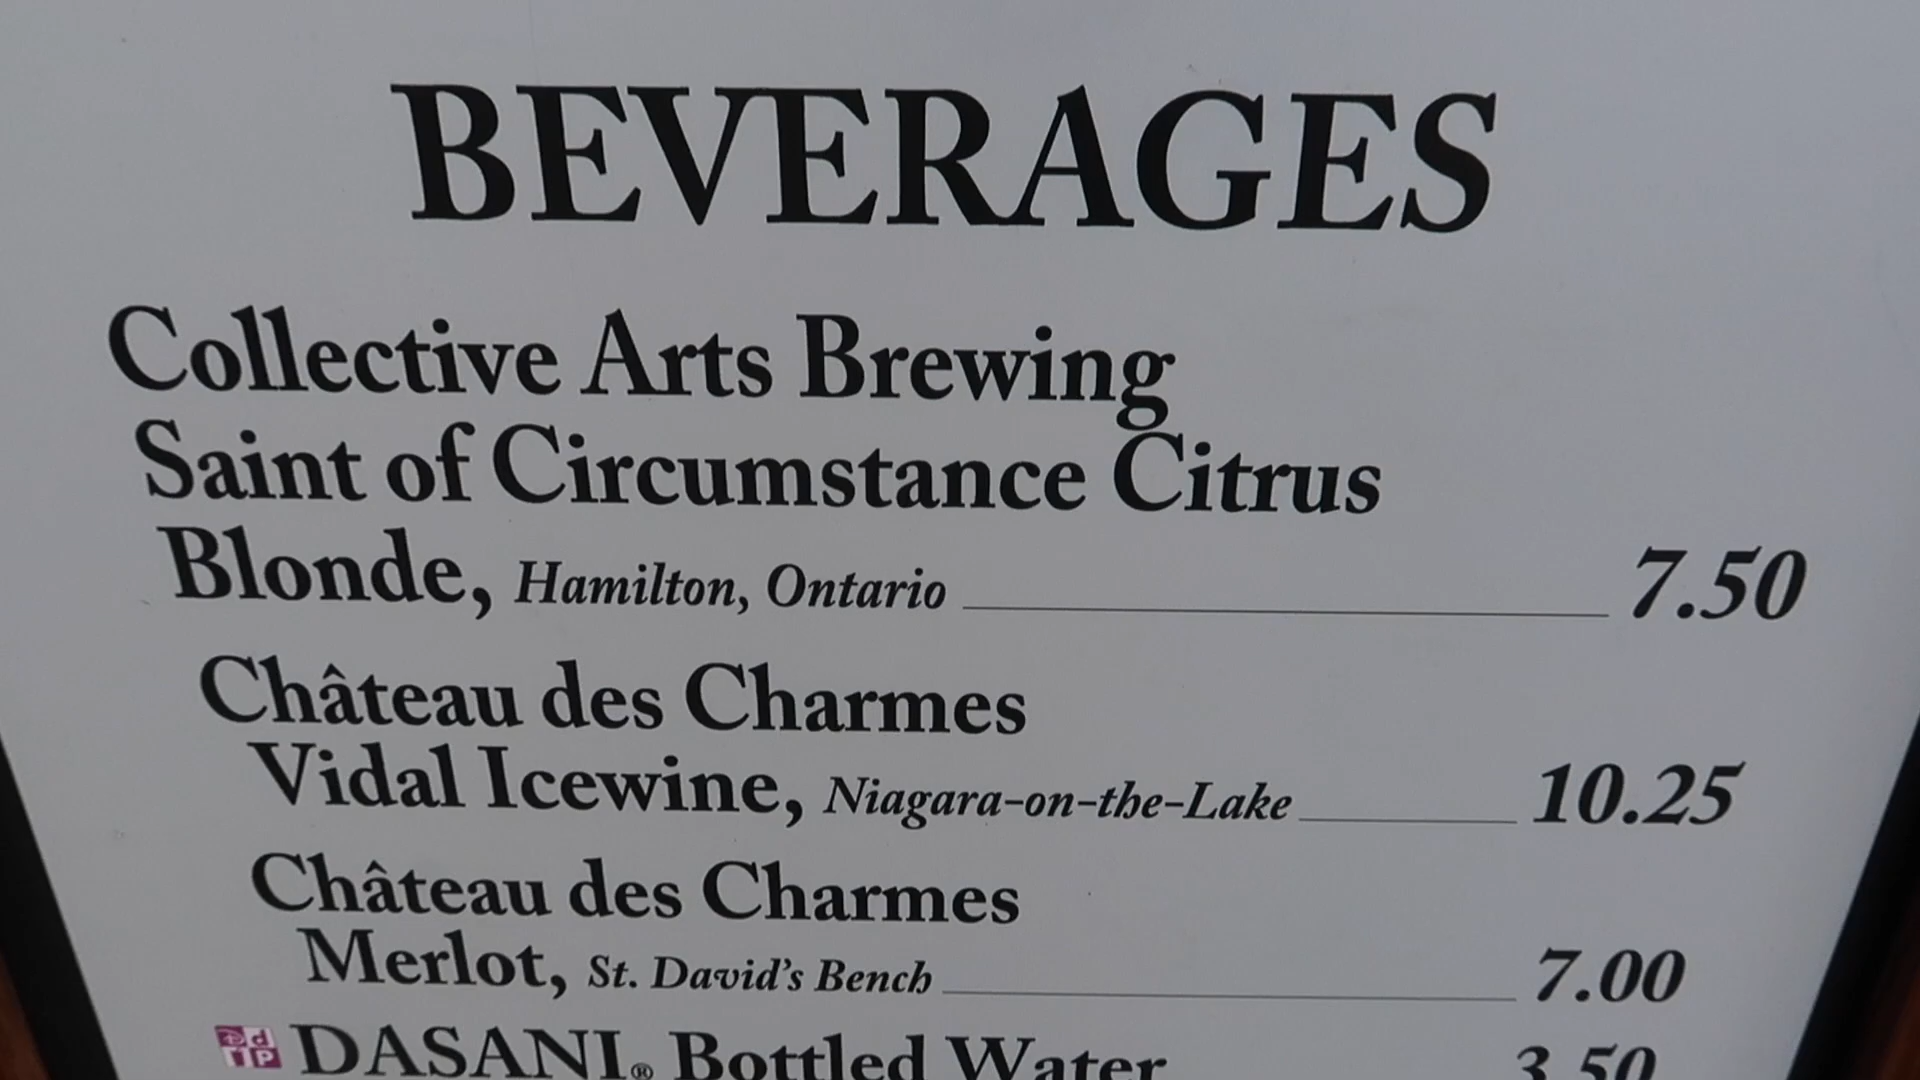 BEVERAGES
Collective Arts Brewing
Saint of Circumstance Citrus
Blonde, Hamilton, Ontario 7.50
Château des Charmes
Vidal Icewine, Niagara-on-the-Lake 10.25
Château des Charmes
Merlot, St. David's Bench 7.00
DASANI® Bottled Water 3.50